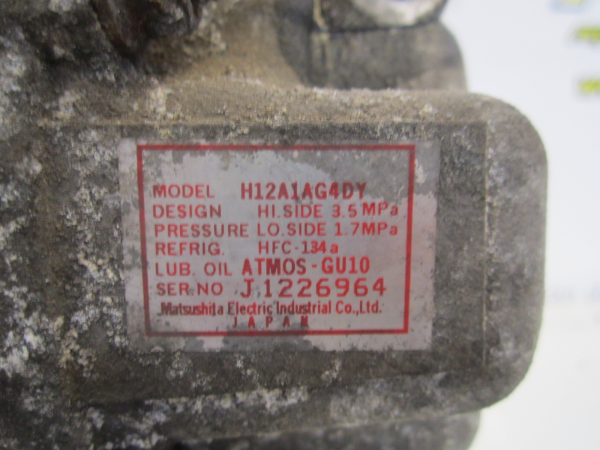 MODEL H12A1AG4DY
DESIGN HI.SIDE 3.5 MPa
PRESSURE LO.SIDE 1.7MPa
REFRIG. HFC-134a
LUB. OIL ATMOS-GU10
SER.NO J.1226964
Matsushita Electric Industrial Co.,Ltd.
JAPAN